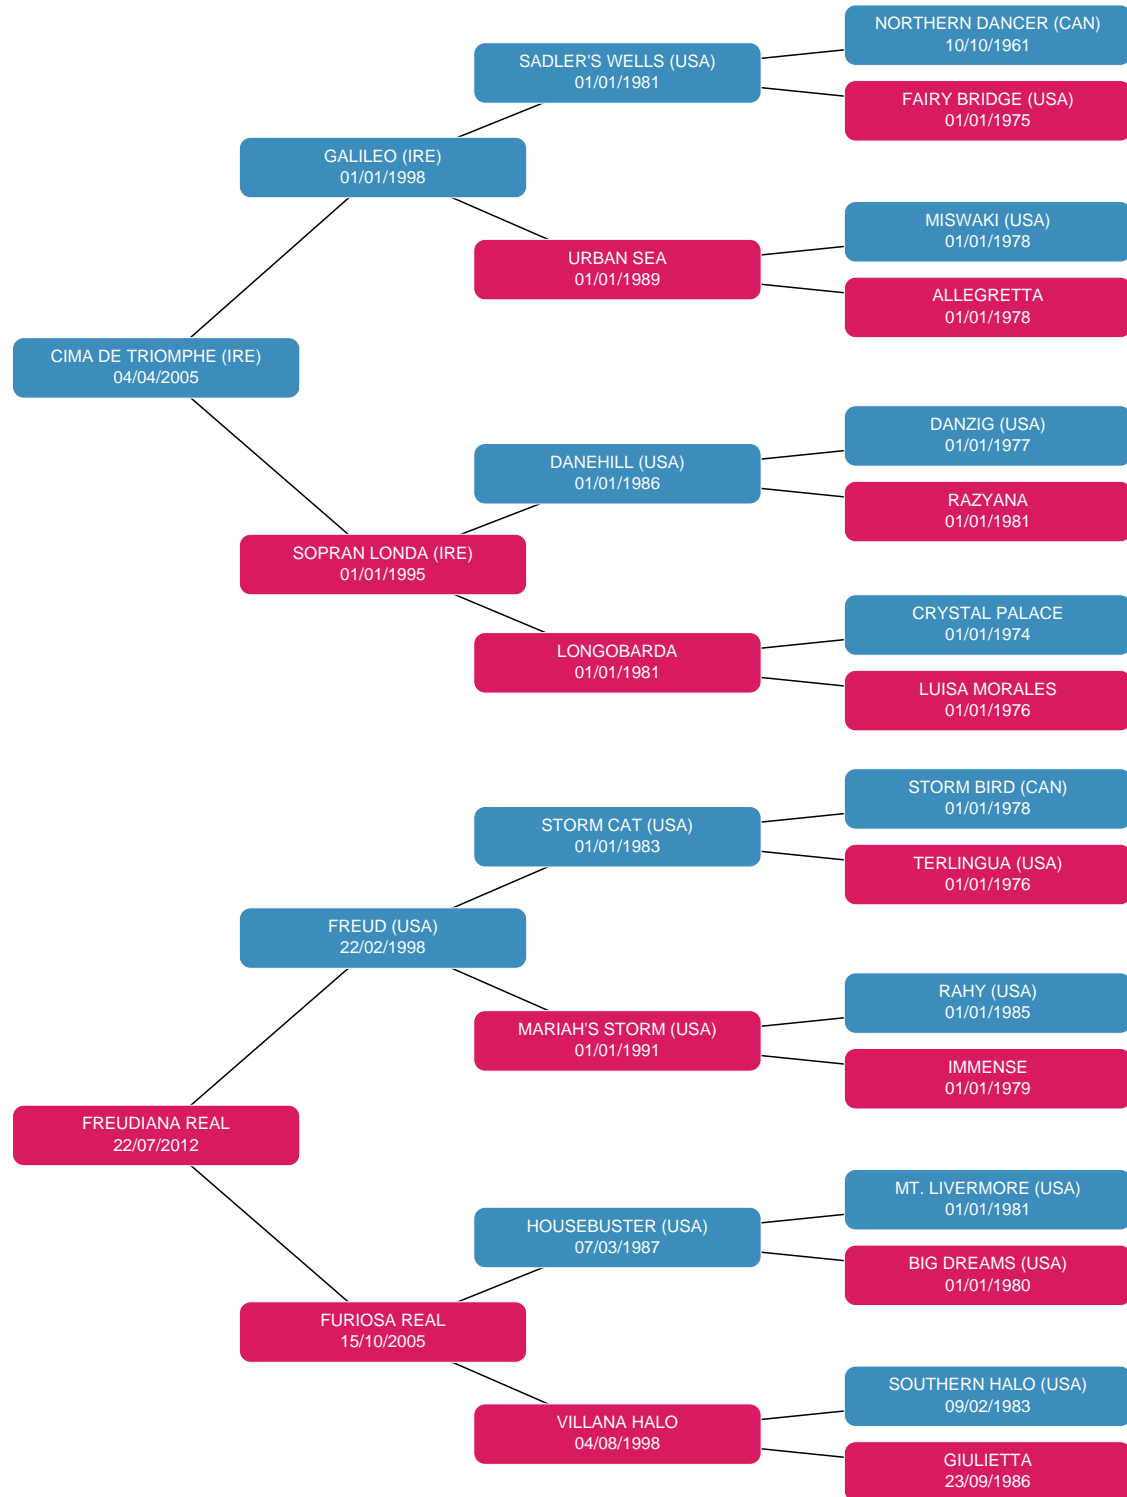 NORTHERN DANCER (CAN)
10/10/1961
SADLER'S WELLS (USA)
01/01/1981
FAIRY BRIDGE (USA)
01/01/1975
GALILEO (IRE)
01/01/1998
MISWAKI (USA)
01/01/1978
URBAN SEA
01/01/1989
ALLEGRETTA
01/01/1978
CIMA DE TRIOMPHE (IRE)
04/04/2005
DANZIG (USA)
01/01/1977
DANEHILL (USA)
01/01/1986
RAZYANA
01/01/1981
SOPRAN LONDA (IRE)
01/01/1995
CRYSTAL PALACE
01/01/1974
LONGOBARDA
01/01/1981
LUISA MORALES
01/01/1976
STORM BIRD (CAN)
01/01/1978
STORM CAT (USA)
01/01/1983
TERLINGUA (USA)
01/01/1976
FREUD (USA)
22/02/1998
RAHY (USA)
01/01/1985
MARIAH'S STORM (USA)
01/01/1991
IMMENSE
01/01/1979
FREUDIANA REAL
22/07/2012
MT. LIVERMORE (USA)
01/01/1981
HOUSEBUSTER (USA)
07/03/1987
BIG DREAMS (USA)
01/01/1980
FURIOSA REAL
15/10/2005
SOUTHERN HALO (USA)
09/02/1983
VILLANA HALO
04/08/1998
GIULIETTA
23/09/1986